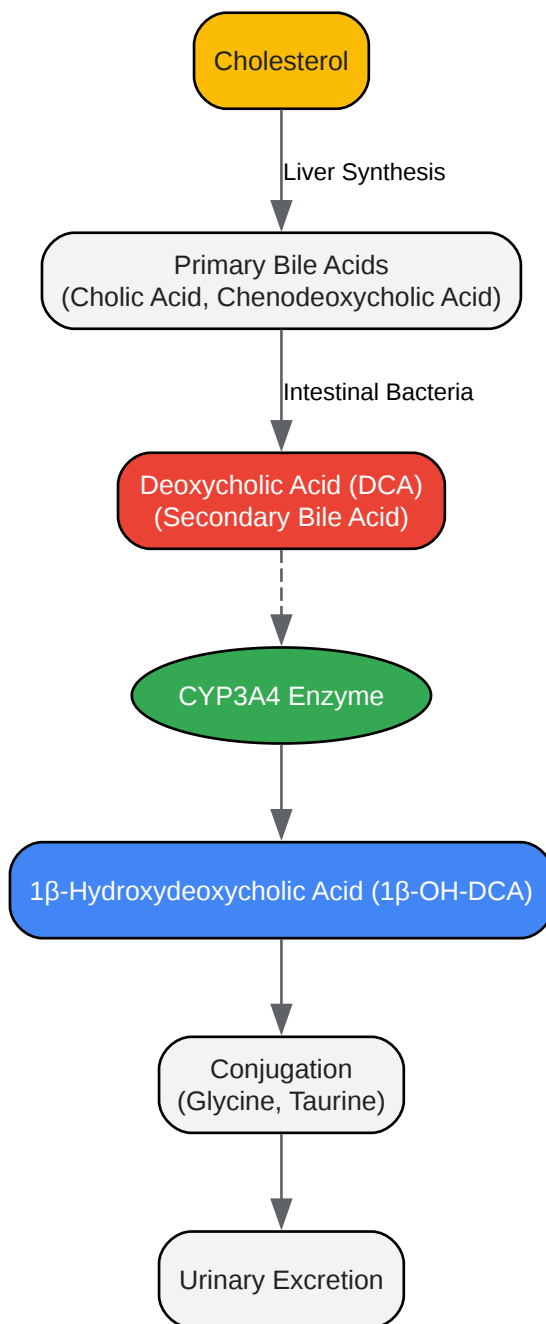 Cholesterol
Liver Synthesis
Primary Bile Acids
(Cholic Acid, Chenodeoxycholic Acid)
Intestinal Bacteria
Deoxycholic Acid (DCA)
(Secondary Bile Acid)
CYP3A4 Enzyme
1β-Hydroxydeoxycholic Acid (1β-OH-DCA)
Conjugation
(Glycine, Taurine)
Urinary Excretion